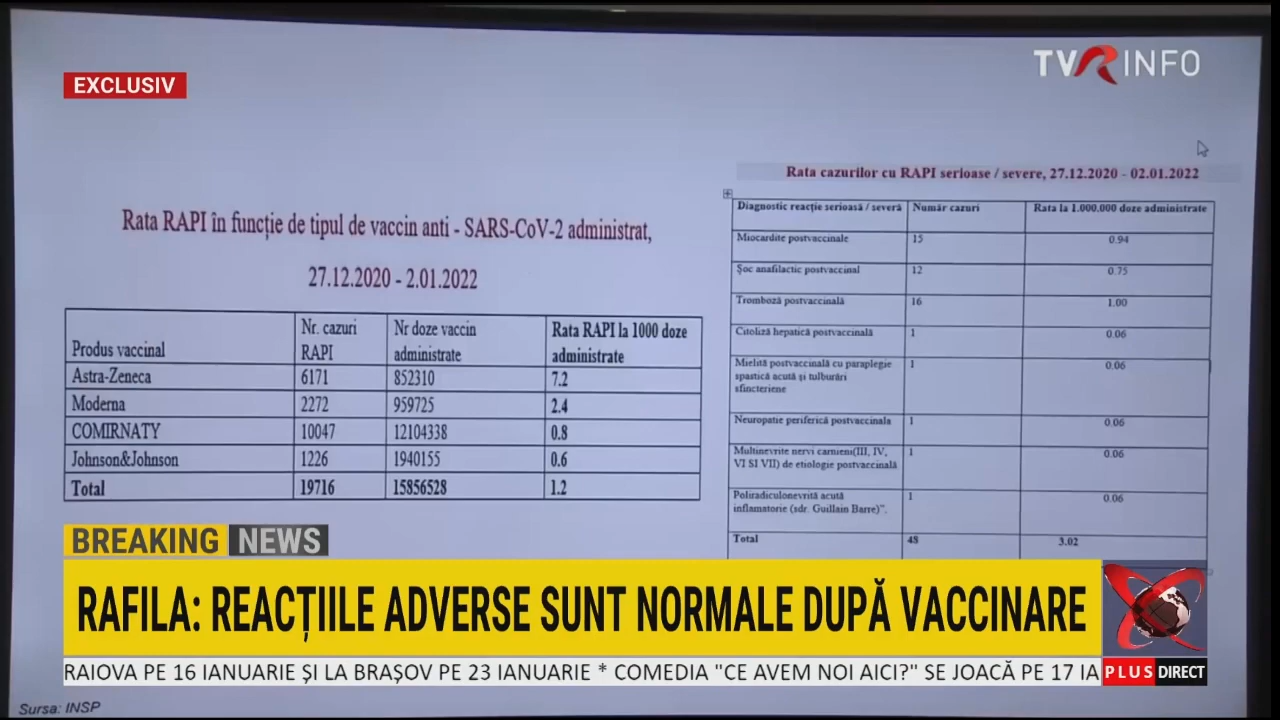 EXCLUSIV
TVR INFO
Rata RAPI în funcție de tipul de vaccin anti - SARS-CoV-2 administrat,
27.12.2020 - 2.01.2022
Produs vaccinal Nr. cazuri RAPI Nr doze vaccin administrate Rata RAPI la 1000 doze administrate
Astra-Zeneca 6171 852310 7.2
Moderna 2272 959725 2.4
COMIRNATY 10047 12104338 0.8
Johnson&Johnson 1226 1940155 0.6
Total 19716 15856528 1.2
Rata cazurilor cu RAPI serioase / severe, 27.12.2020 - 02.01.2022
Diagnostic reacție serioasă / severă Număr cazuri Rata la 1.000.000 doze administrate
Miocardite postvaccinale 15 0.94
Șoc anafilactic postvaccinal 12 0.75
Tromboză postvaccinală 16 1.00
Citoliză hepatică postvaccinală 1 0.06
Mielită postvaccinală cu paraplegie 1 0.06
spastică acută și tulburări
sfincteriene
Neuropatie periferică postvaccinala 1 0.06
Multinevrite nervi (III, IV, 1 0.06
VI SI VII) de etiologie postvaccinală
Poliradiculonevrită acută 1 0.06
inflamatorie (sdr. Guillain Barre)".
Total 48 3.02
BREAKING NEWS
RAFILA: REACȚIILE ADVERSE SUNT NORMALE DUPĂ VACCINARE
RAIOVA PE 16 IANUARIE ȘI LA BRAȘOV PE 23 IANUARIE * COMEDIA "CE AVEM NOI AICI?" SE JOACĂ PE 17 IA
PLUS DIRECT
Sursa: INSP